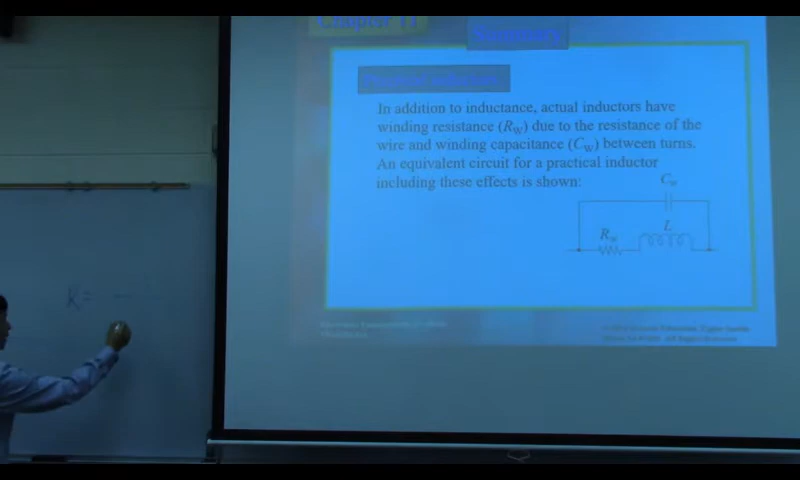 Chapter 11
Summary
Practical inductors
In addition to inductance, actual inductors have
winding resistance (RW) due to the resistance of the
wire and winding capacitance (CW) between turns.
An equivalent circuit for a practical inductor
including these effects is shown:
CW
L
RW
K =